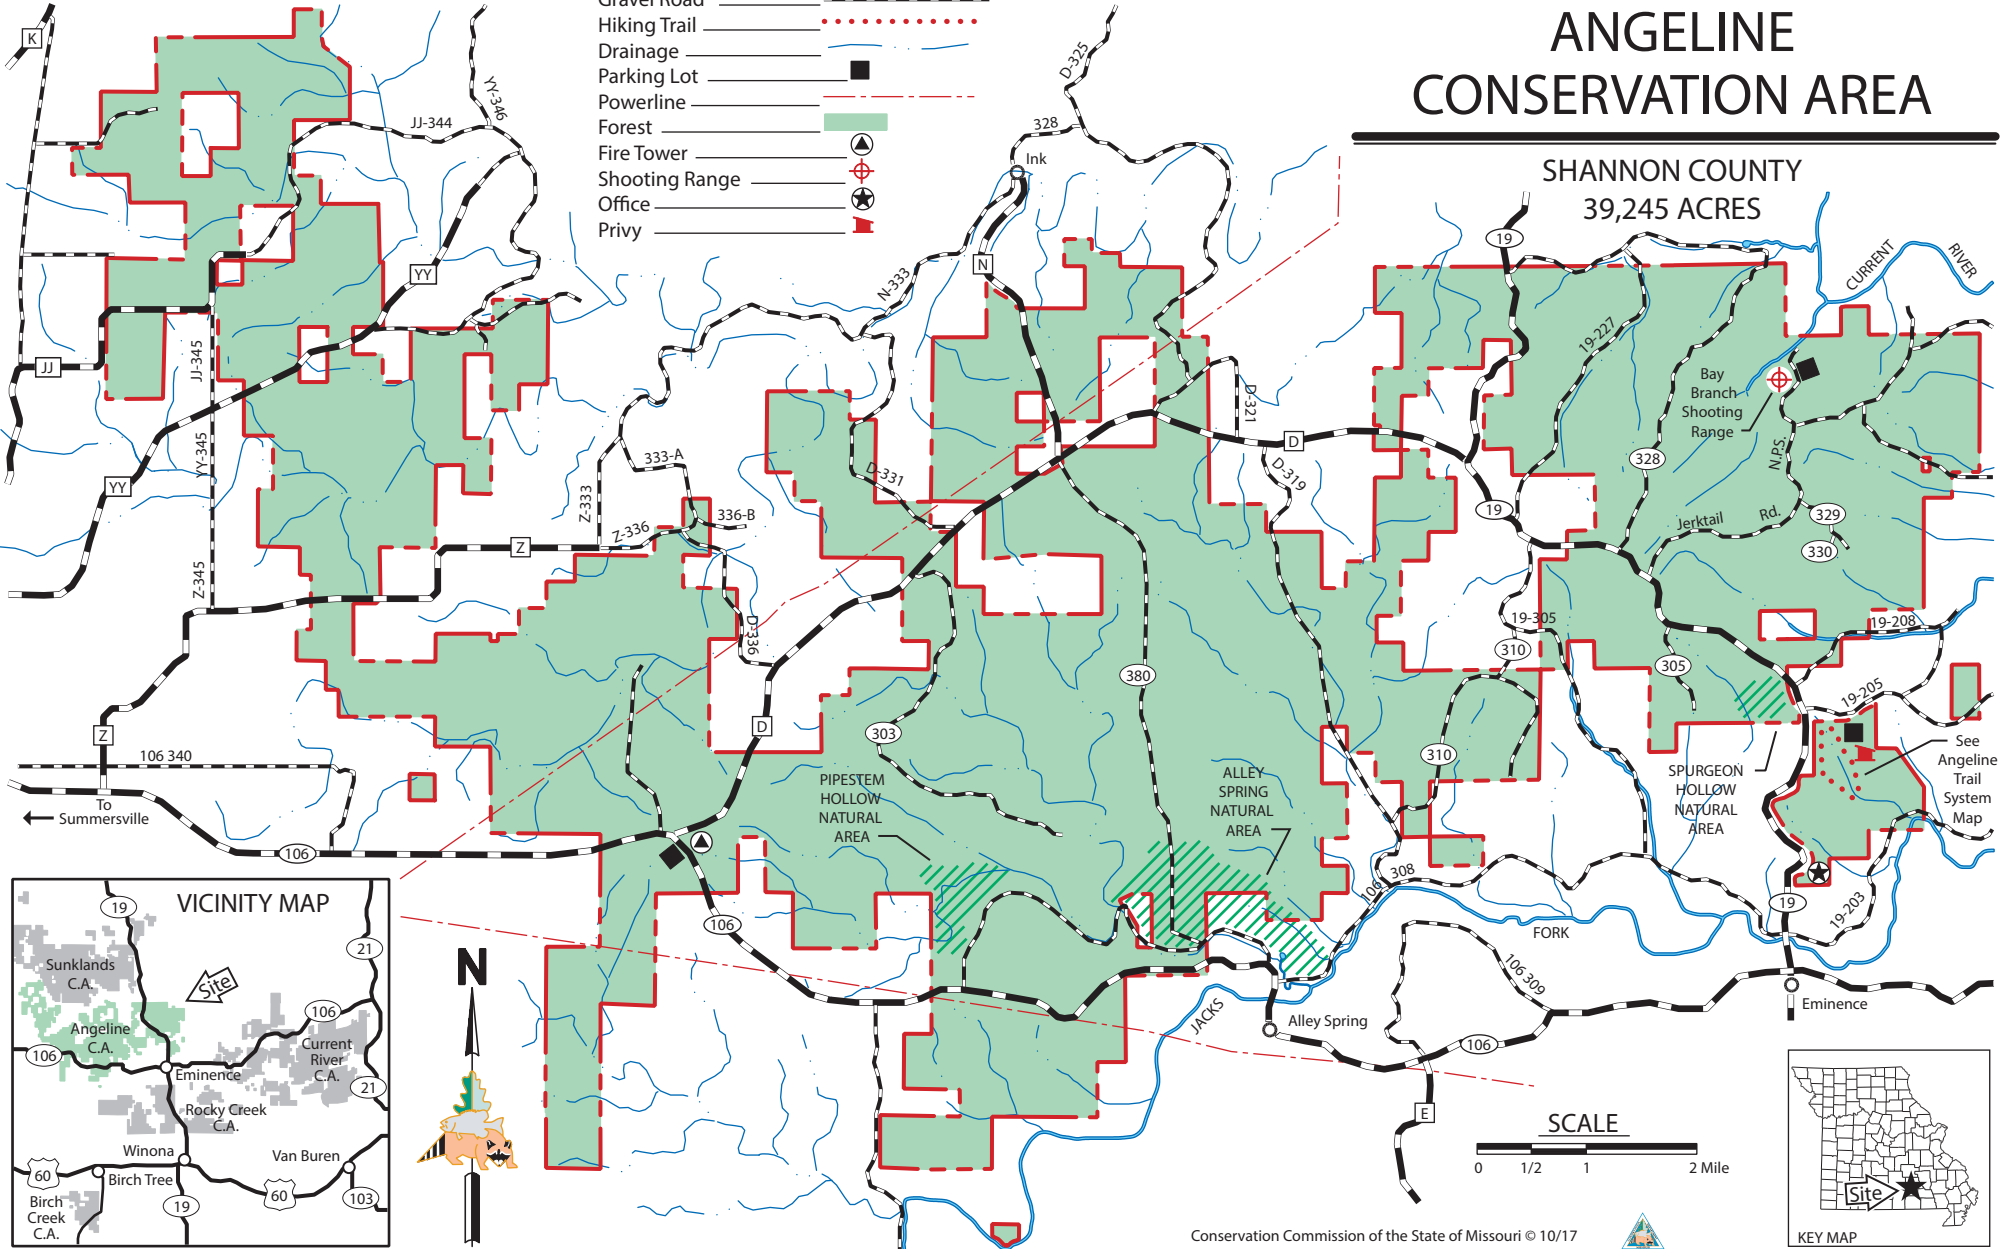 ANGELINE
CONSERVATION AREA
SHANNON COUNTY
39,245 ACRES
Gravel Road
Hiking Trail
Drainage
Parking Lot
Powerline
Forest
Fire Tower
Shooting Range
Office
Privy
K
YY-346
JJ-344
YY
JJ
JJ-345
YY-345
YY
Z-345
Z
Z
106 340
To
Summersville
106
D-325
328
Ink
N
N-333
333-A
Z-333
Z-336
336-B
D-336
D-331
D
303
380
D-321
D
D-319
19
19
19-227
328
CURRENT
RIVER
Bay
Branch
Shooting
Range
N.P.S.
Jerktail
Rd.
329
330
19-305
310
310
305
19-208
19-205
SPURGEON
HOLLOW
NATURAL
AREA
See
Angeline
Trail
System
Map
PIPESTEM
HOLLOW
NATURAL
AREA
ALLEY
SPRING
NATURAL
AREA
106
106
308
FORK
19
19-203
106 309
JACKS
Alley Spring
106
Eminence
E
N
VICINITY MAP
19
21
Sunklands
C.A.
Site
106
Angeline
C.A.
Current
River
C.A.
106
Eminence
21
Rocky Creek
C.A.
Winona
Van Buren
60
Birch Tree
60
103
19
Birch
Creek
C.A.
SCALE
0 1/2 1 2 Mile
Site
KEY MAP
Conservation Commission of the State of Missouri © 10/17